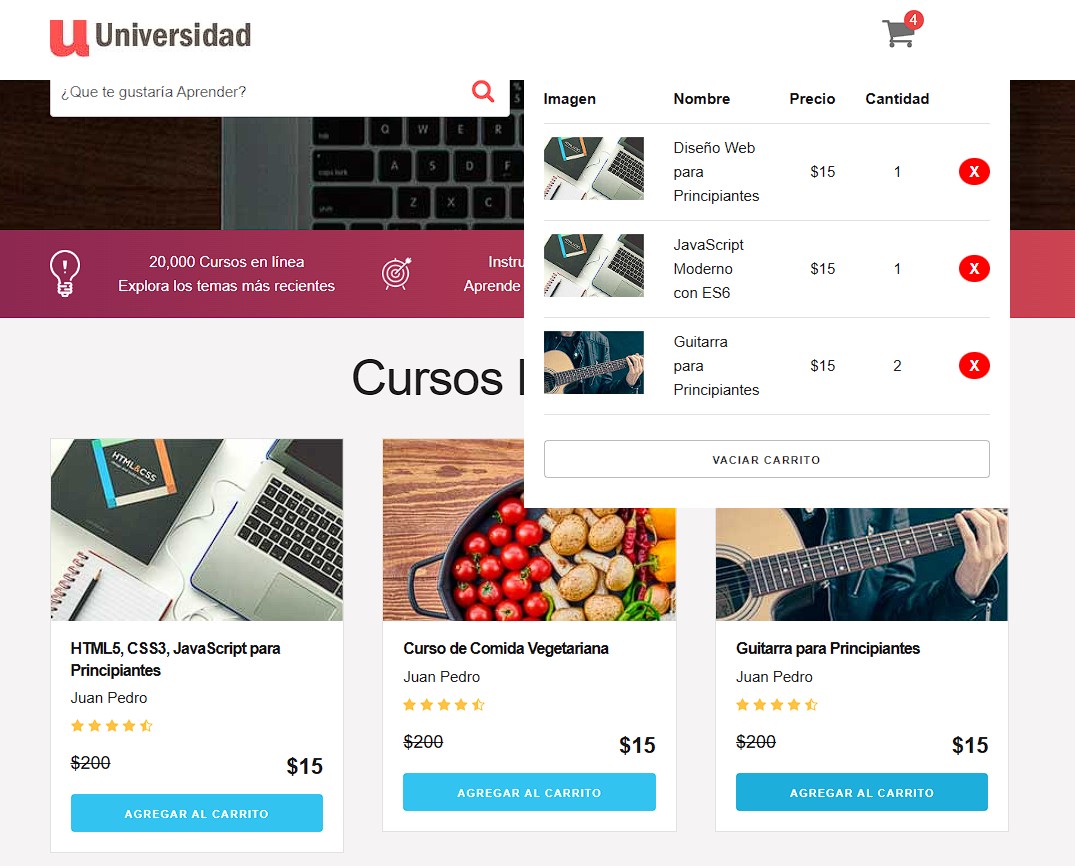 Universidad
4
¿Que te gustaría Aprender?
Imagen Nombre Precio Cantidad
Diseño Web
para
Principiantes
$15 1 X
JavaScript
Moderno
con ES6
$15 1 X
Guitarra
para
Principiantes
$15 2 X
VACIAR CARRITO
20,000 Cursos en línea
Explora los temas más recientes
Instru
Aprende
Cursos
HTML&CSS
HTML5, CSS3, JavaScript para
Principiantes
Juan Pedro
$200 $15
AGREGAR AL CARRITO
Curso de Comida Vegetariana
Juan Pedro
$200 $15
AGREGAR AL CARRITO
Guitarra para Principiantes
Juan Pedro
$200 $15
AGREGAR AL CARRITO